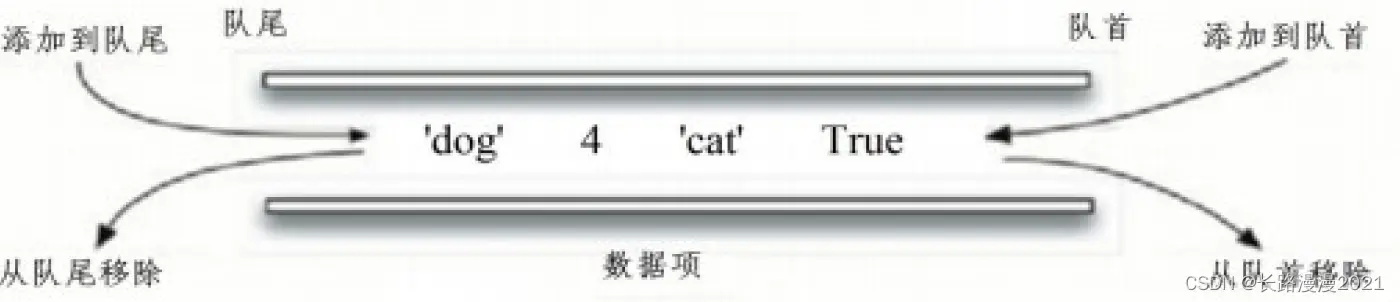 队尾
队首
添加到队尾
添加到队首
'dog' 4 'cat' True
从队尾移除
数据项
从队首移除
CSDN @长路漫漫2021